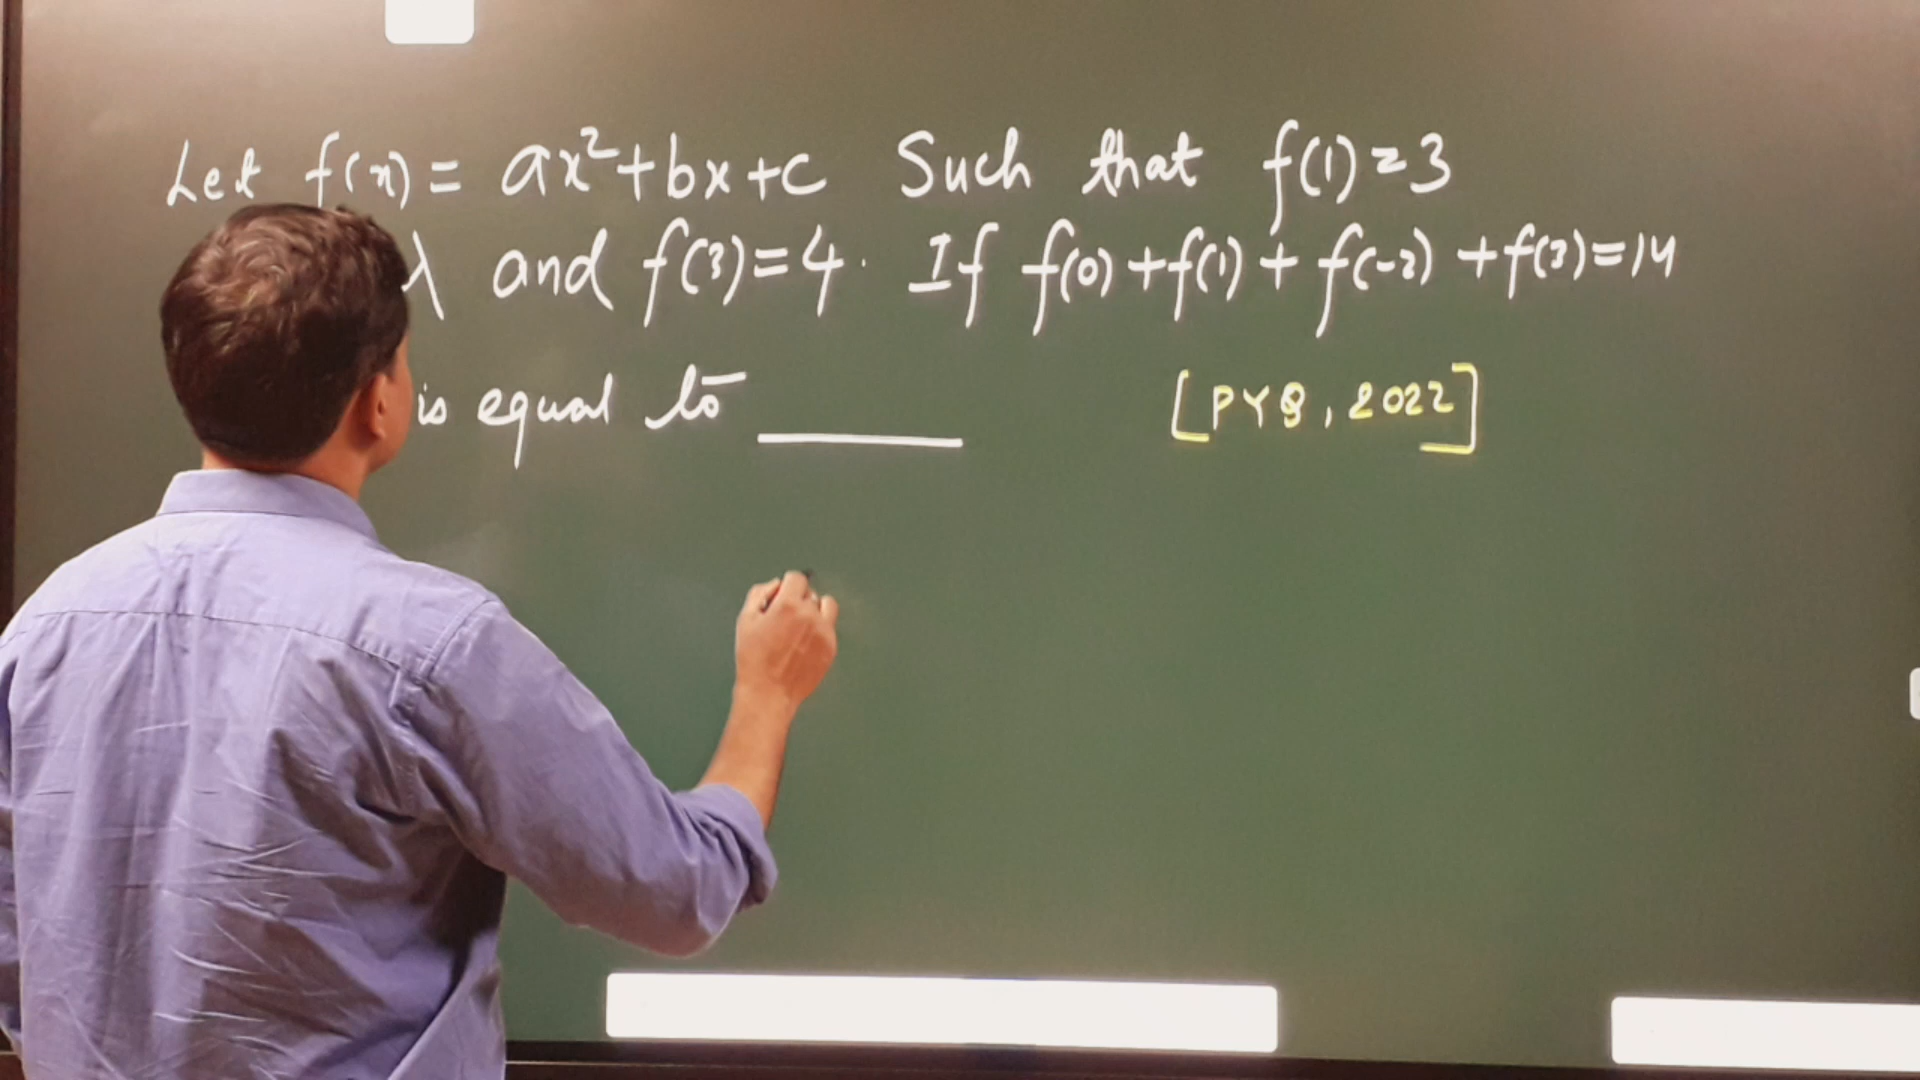 Let f(x) = ax²+bx+c Such that f(1)=3
λ and f(3)=4. If f(0)+f(1)+f(-2)+f(3)=14
is equal to ______ [PYQ, 2022]